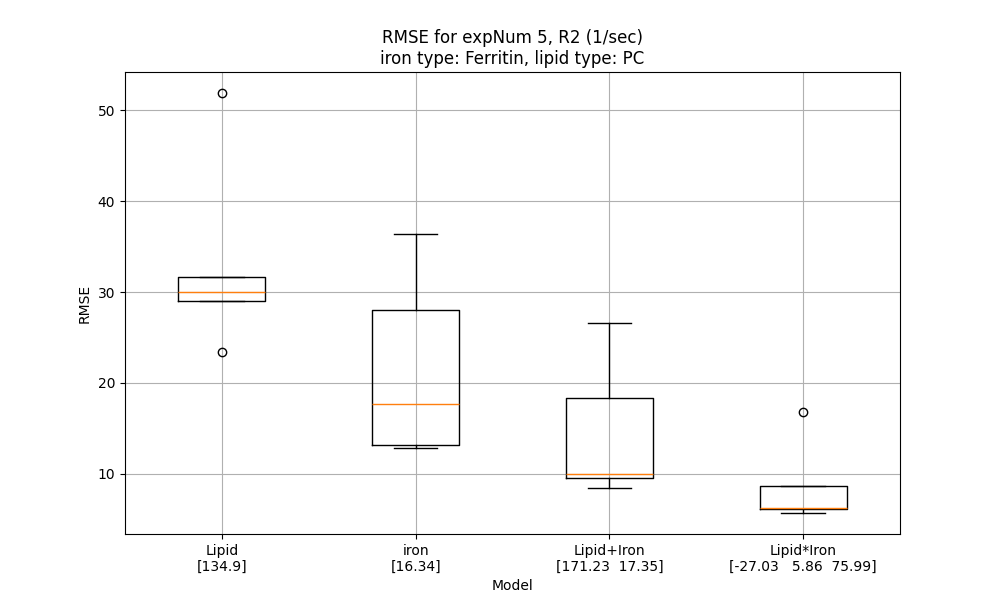 RMSE for expNum 5, R2 (1/sec)
iron type: Ferritin, lipid type: PC
50
40
30
20
10
RMSE
Lipid
[134.9]
iron
[16.34]
Lipid+Iron
[171.23  17.35]
Lipid*Iron
[-27.03   5.86  75.99]
Model